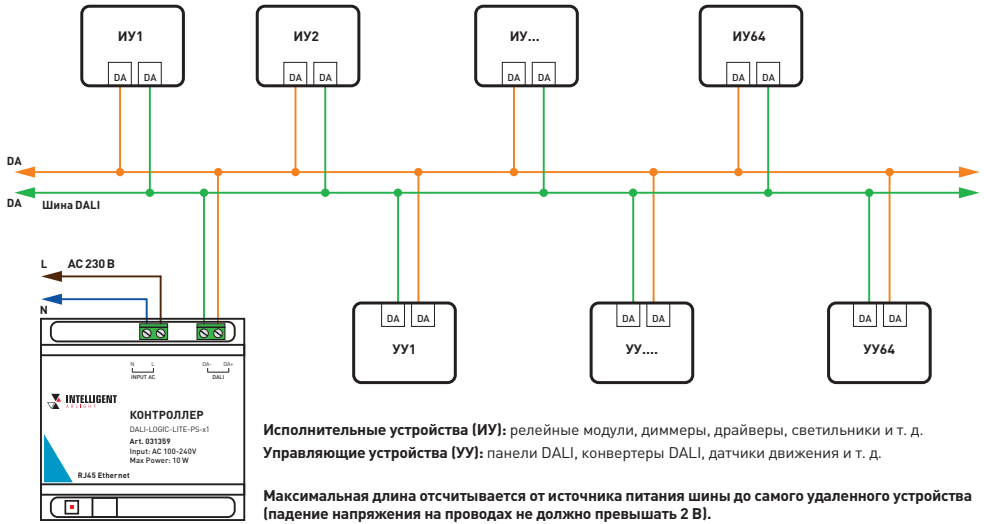 ИУ1
ИУ2
ИУ...
ИУ64
DA DA
DA DA
DA DA
DA DA
DA
DA
Шина DALI
L AC 230 В
N
DA DA
DA DA
DA DA
УУ1
УУ....
УУ64
N L
INPUT AC
DA- DA+
DALI
INTELLIGENT
ARLIGHT
КОНТРОЛЛЕР
DALI-LOGIC-LITE-PS-x1
Art. 031359
Input: AC 100-240V
Max Power: 10 W
RJ45 Ethernet
Исполнительные устройства (ИУ): релейные модули, диммеры, драйверы, светильники и т. д.
Управляющие устройства (УУ): панели DALI, конвертеры DALI, датчики движения и т. д.
Максимальная длина отсчитывается от источника питания шины до самого удаленного устройства
(падение напряжения на проводах не должно превышать 2 В).